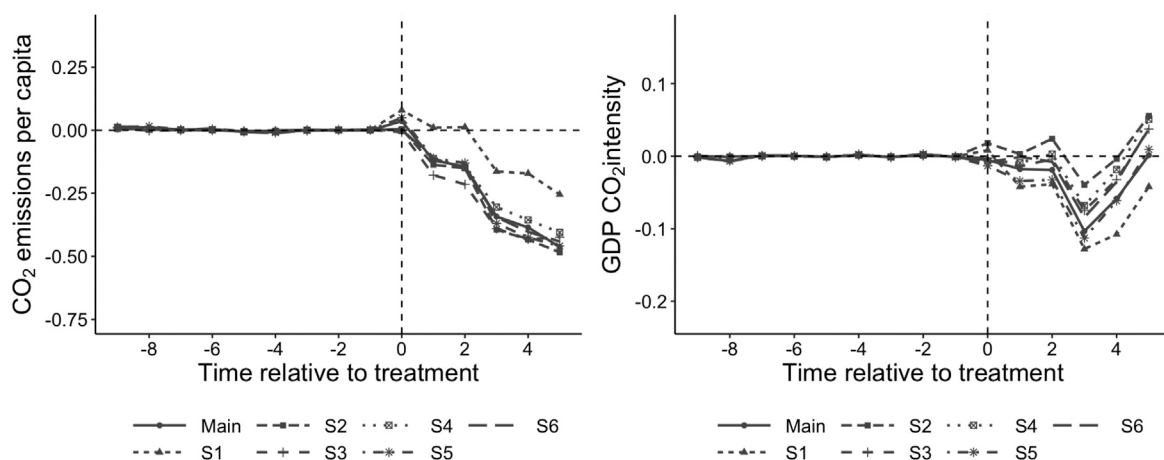 CO₂ emissions per capita
0.25
0.00
-0.25
-0.50
-0.75
-8 -6 -4 -2 0 2 4
Time relative to treatment
Main S2 S4 S6
S1 S3 S5
GDP CO₂intensity
0.1
0.0
-0.1
-0.2
-8 -6 -4 -2 0 2 4
Time relative to treatment
Main S2 S4 S6
S1 S3 S5